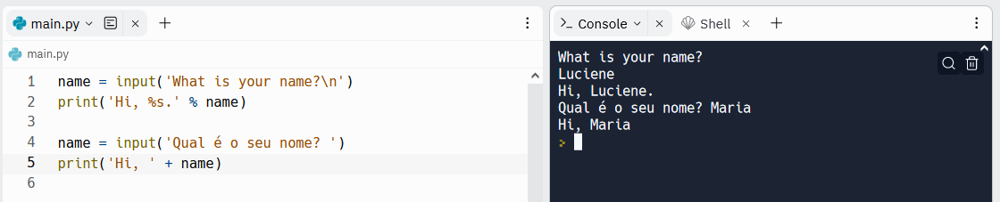 main.py
main.py
1 name = input('What is your name?\n')
2 print('Hi, %s.' % name)
3
4 name = input('Qual é o seu nome? ')
5 print('Hi, ' + name)
6
Console
Shell
What is your name?
Luciene
Hi, Luciene.
Qual é o seu nome? Maria
Hi, Maria